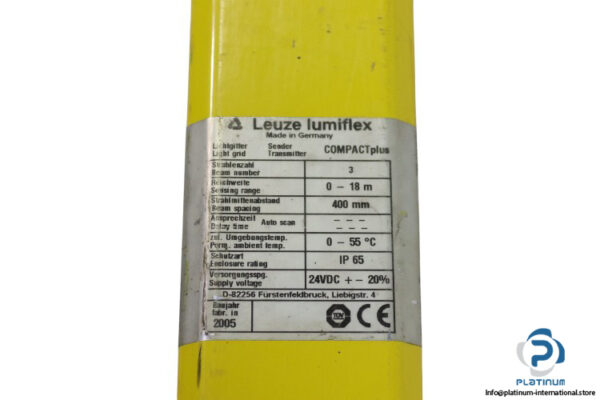 Leuze lumiflex
Made in Germany
Lichtgitter Sender COMPACTplus
Light grid Transmitter
Strahlenzahl 3
Beam number
Reichweite 0 – 18 m
Sensing range
Strahlmittenabstand 400 mm
Beam spacing
Ansprechzeit Auto scan – – –
Delay time – – –
zul. Umgebungstemp. 0 – 55 °C
Perm. ambient temp.
Schutzart IP 65
Enclosure rating
Versorgungsspg. 24VDC + – 20%
Supply voltage
D-82256 Fürstenfeldbruck, Liebigstr. 4
Baujahr
fabr. in
2005
TÜV CE
PLATINUM
Info@platinum-international.store